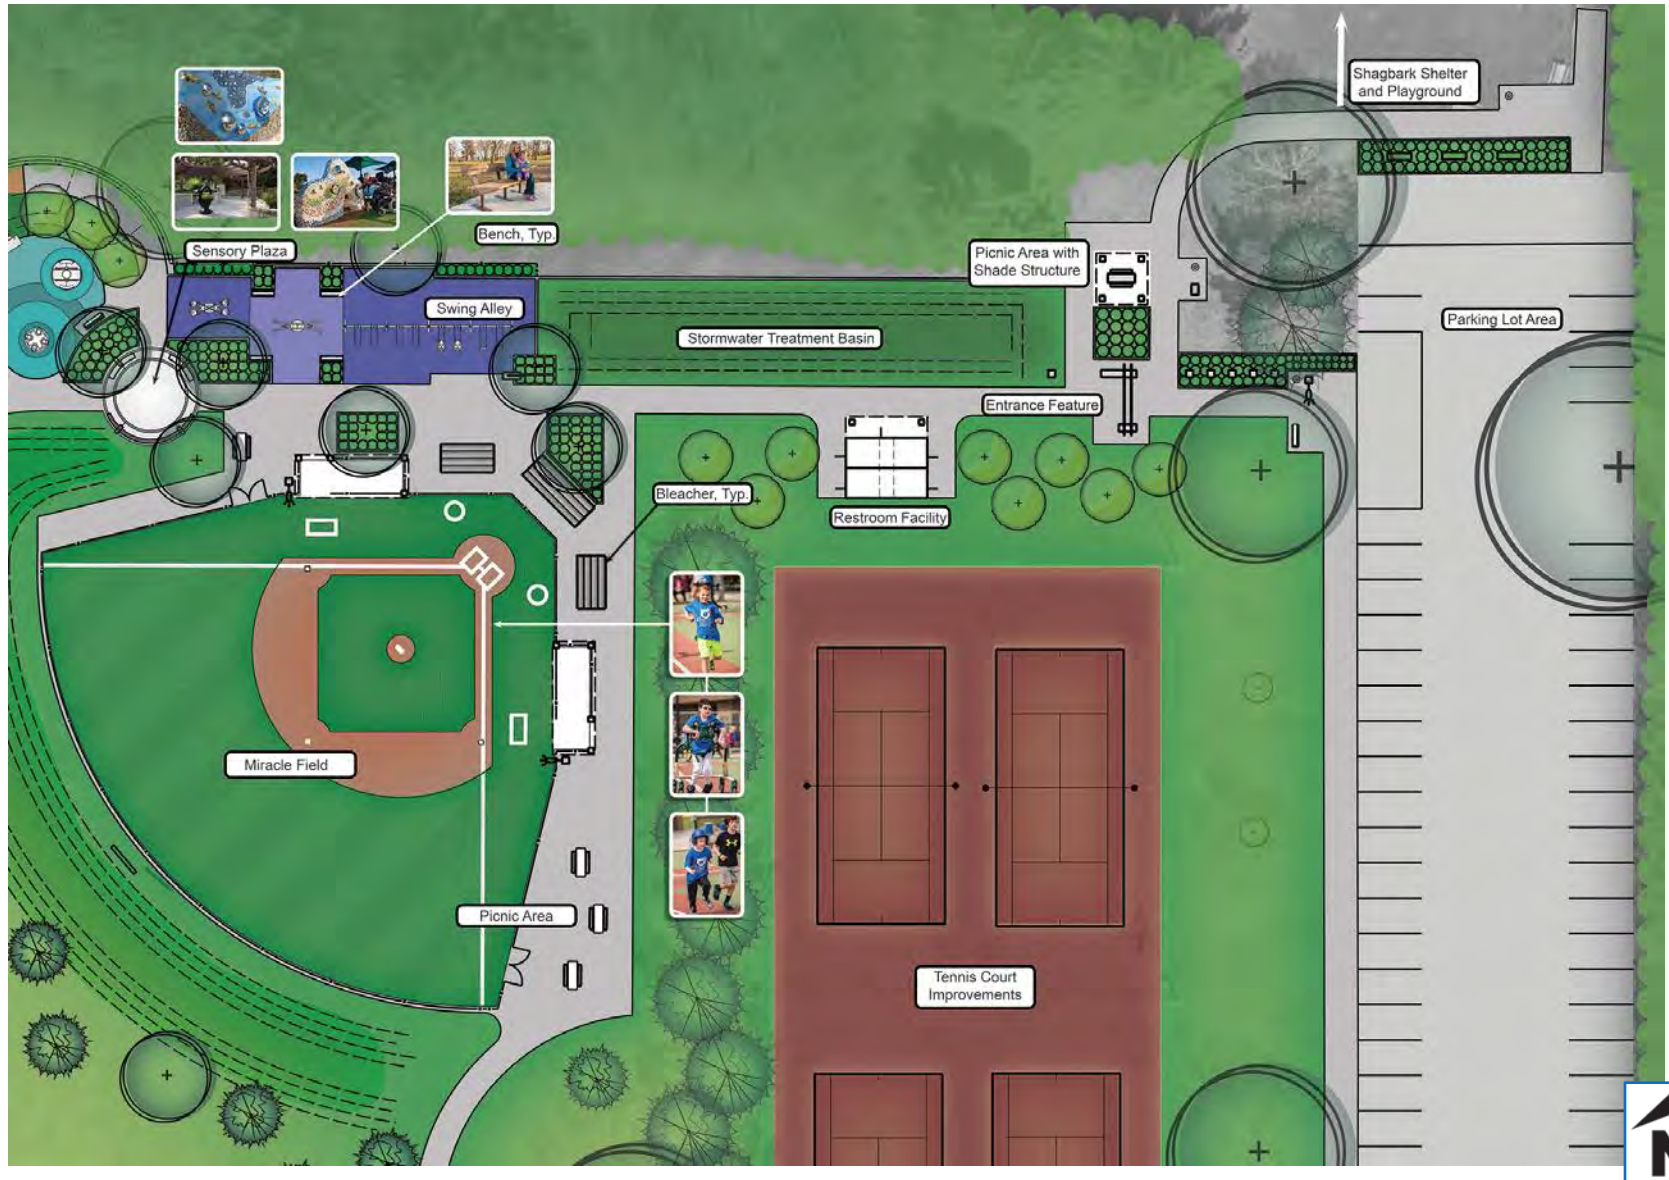 Shagbark Shelter
and Playground
Sensory Plaza
Bench, Typ.
Picnic Area with
Shade Structure
Swing Alley
Parking Lot Area
Stormwater Treatment Basin
Entrance Feature
Bleacher, Typ.
Restroom Facility
Miracle Field
Picnic Area
Tennis Court
Improvements
N